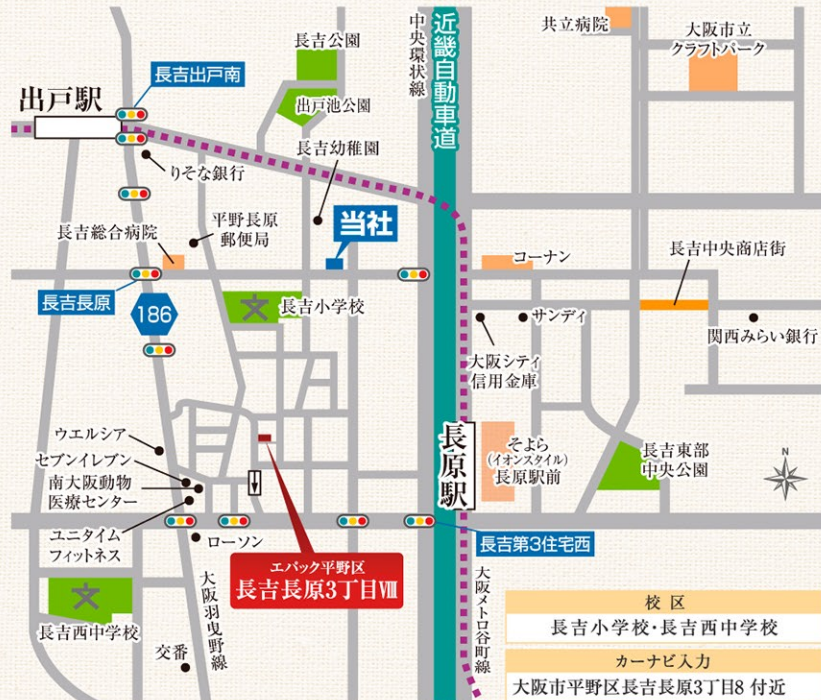 共立病院
大阪市立
クラフトパーク
長吉公園
中央環状線
近畿自動車道
長吉出戸南
出戸駅
出戸池公園
長吉幼稚園
りそな銀行
平野長原
郵便局
当社
長吉総合病院
コーナン
長吉中央商店街
長吉長原
186
長吉小学校
サンディ
関西みらい銀行
大阪シティ
信用金庫
ウエルシア
セブンイレブン
南大阪動物
医療センター
ユニタイム
フィットネス
ローソン
長原駅
そよら
(イオンスタイル)
長原駅前
長吉東部
中央公園
N
長吉第3住宅西
エバック平野区
長吉長原3丁目Ⅷ
大阪羽曳野線
大阪メトロ谷町線
長吉西中学校
交番
校区
長吉小学校・長吉西中学校
カーナビ入力
大阪市平野区長吉長原3丁目8 付近